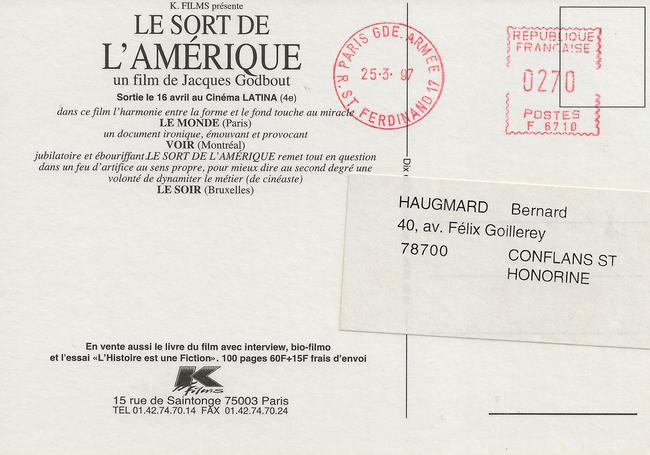 K. FILMS présente
LE SORT DE
L'AMÉRIQUE
un film de Jacques Godbout
Sortie le 16 avril au Cinéma LATINA (4e)
dans ce film l'harmonie entre la forme et le fond touche au miracle
LE MONDE (Paris)
un document ironique, émouvant et provocant
VOIR (Montréal)
jubilatoire et ébouriffant.LE SORT DE L'AMÉRIQUE remet tout en question
dans un feu d'artifice au sens propre, pour mieux dire au second degré une
volonté de dynamiter le métier (de cinéaste)
LE SOIR (Bruxelles)
En vente aussi le livre du film avec interview, bio-filmo
et l'essai «L'Histoire est une Fiction». 100 pages 60F+15F frais d'envoi
K
films
15 rue de Saintonge 75003 Paris
TEL 01.42.74.70.14 FAX 01.42.74.70.24
PARIS GDE. ARMEE
25-3-97
R. ST. FERDINAND 17
REPUBLIQUE
FRANÇAISE
0270
POSTES
F 6710
Dix
HAUGMARD Bernard
40, av. Félix Goillerey
78700 CONFLANS ST
HONORINE